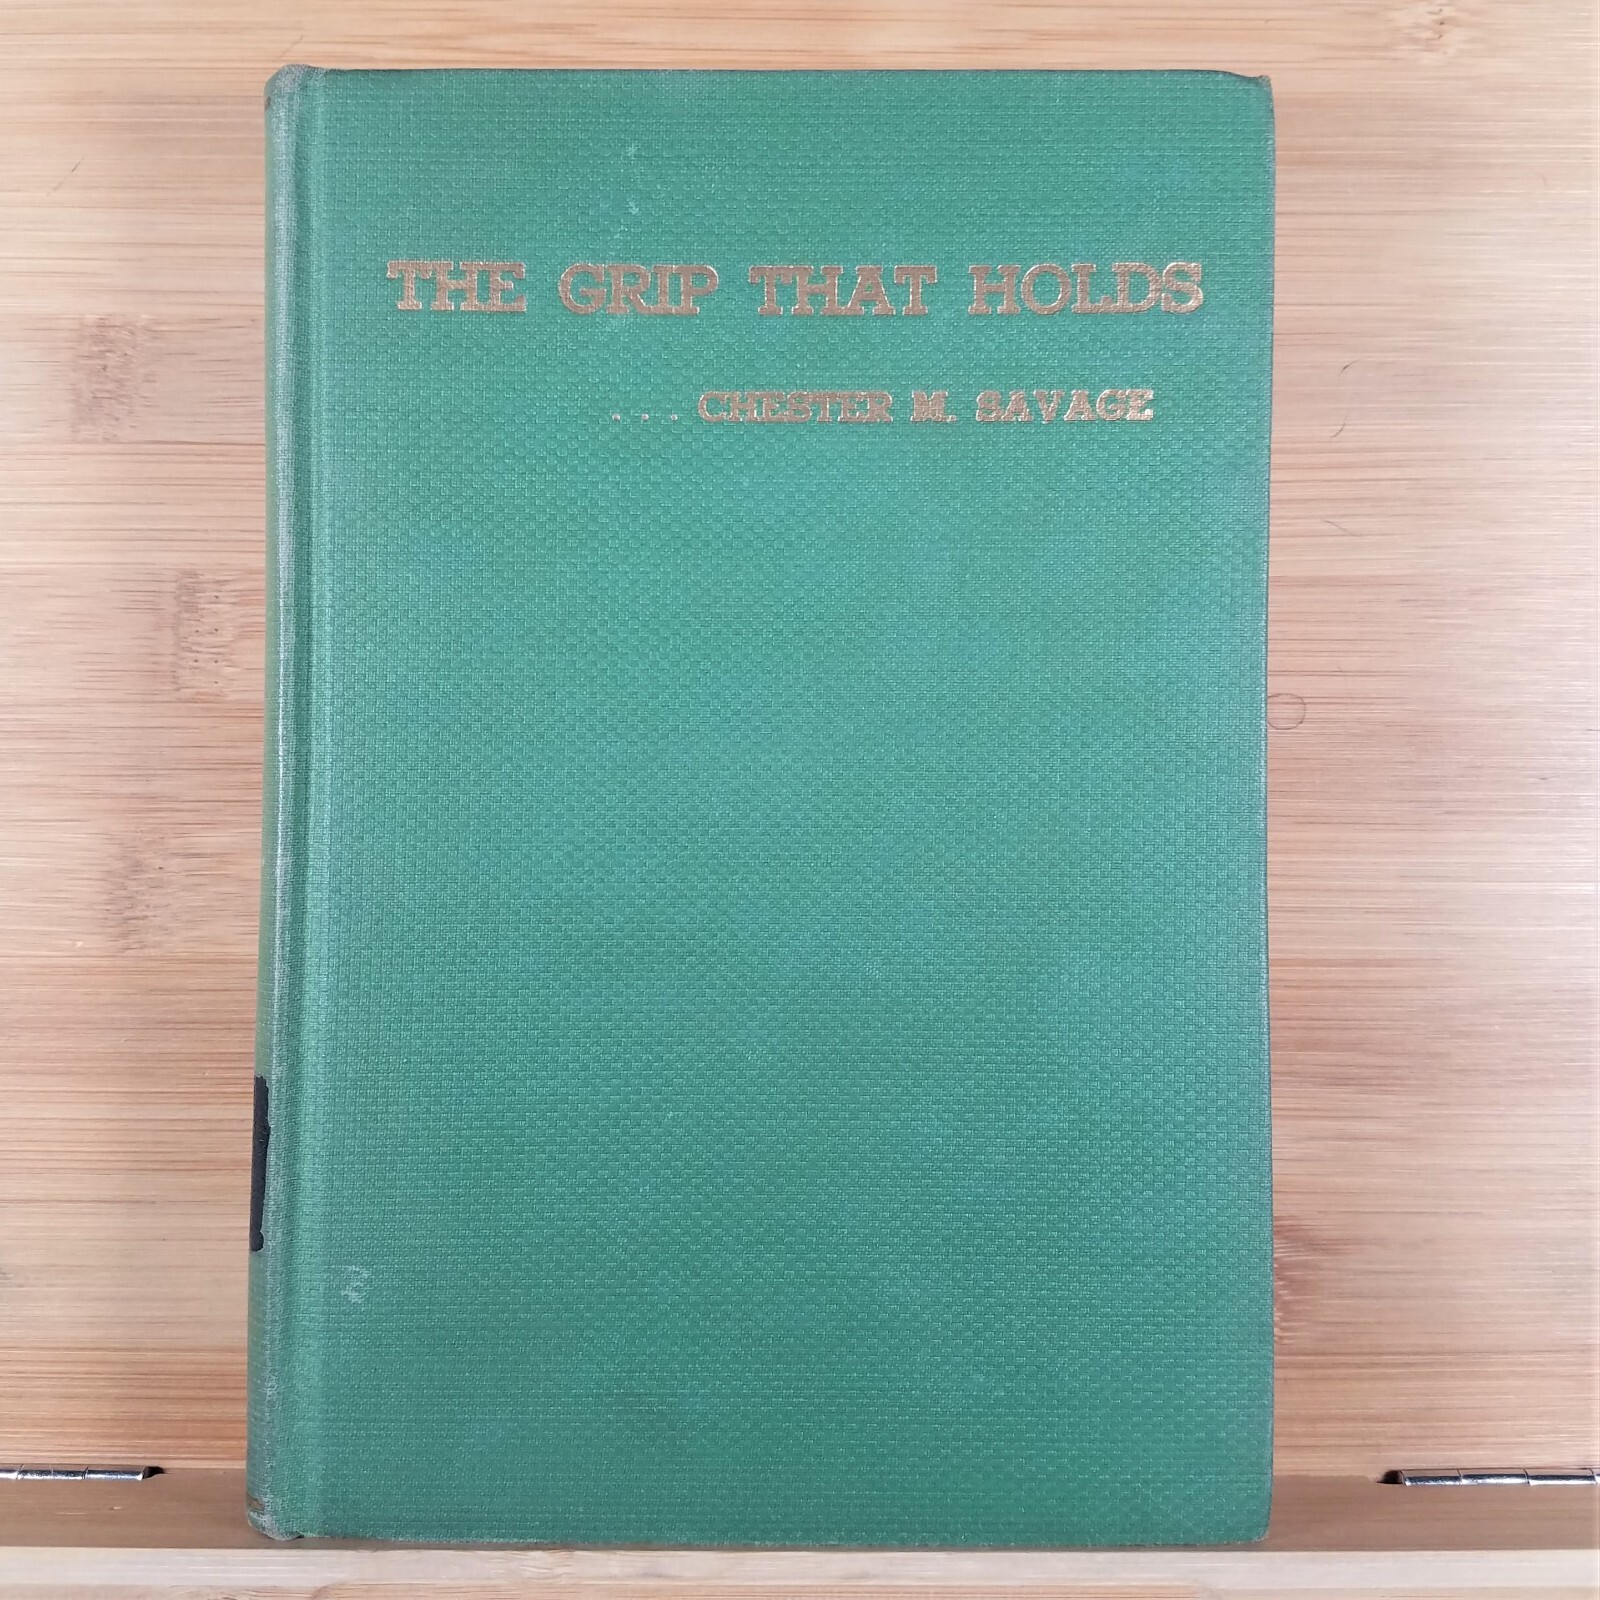 THE GRIP THAT HOLDS
...CHESTER M. SAVAGE